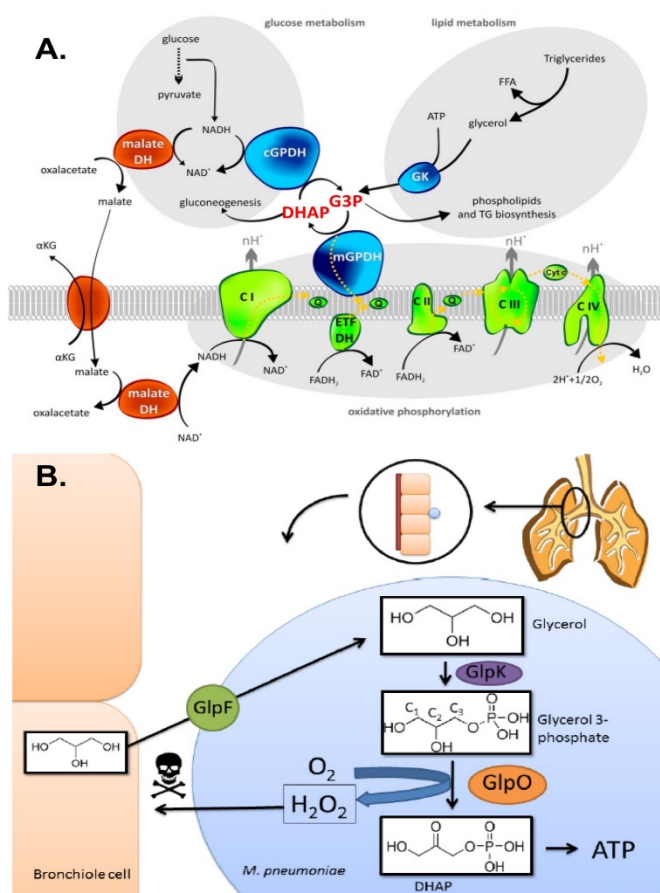 A.
glucose metabolism
lipid metabolism
glucose
pyruvate
NADH
NAD⁺
malate
DH
cGPDH
oxalacetate
malate
gluconeogenesis
DHAP
G3P
Triglycerides
FFA
glycerol
ATP
GK
phospholipids
and TG biosynthesis
αKG
αKG
malate
oxalacetate
malate
DH
NAD⁺
NADH
NAD⁺
nH⁺
C I
Q
mGPDH
Q
ETF
DH
FADH₂
FAD⁺
C II
Q
FADH₂
FAD⁺
nH⁺
C III
Cyt c
nH⁺
C IV
2H⁺+1/2O₂
H₂O
oxidative phosphorylation
B.
HO OH
OH
Glycerol
GlpK
GlpF
C₁ C₂ C₃ O
HO O P OH
OH OH
Glycerol 3-
phosphate
HO OH
OH
O₂
H₂O₂
GlpO
O O
HO O P OH
OH
DHAP
ATP
Bronchiole cell
M. pneumoniae